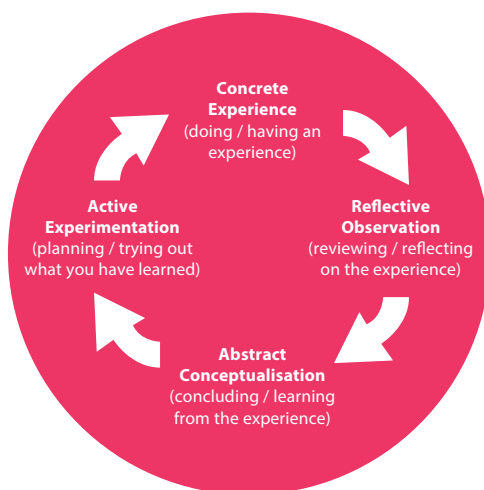 Concrete
Experience
(doing / having an
experience)
Reflective
Observation
(reviewing / reflecting
on the experience)
Abstract
Conceptualisation
(concluding / learning
from the experience)
Active
Experimentation
(planning / trying out
what you have learned)